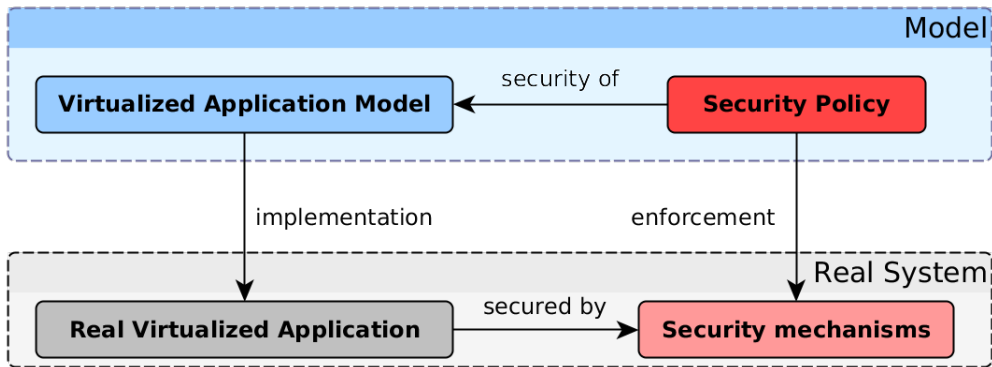 Model
security of
Virtualized Application Model
Security Policy
implementation
enforcement
Real System
secured by
Real Virtualized Application
Security mechanisms